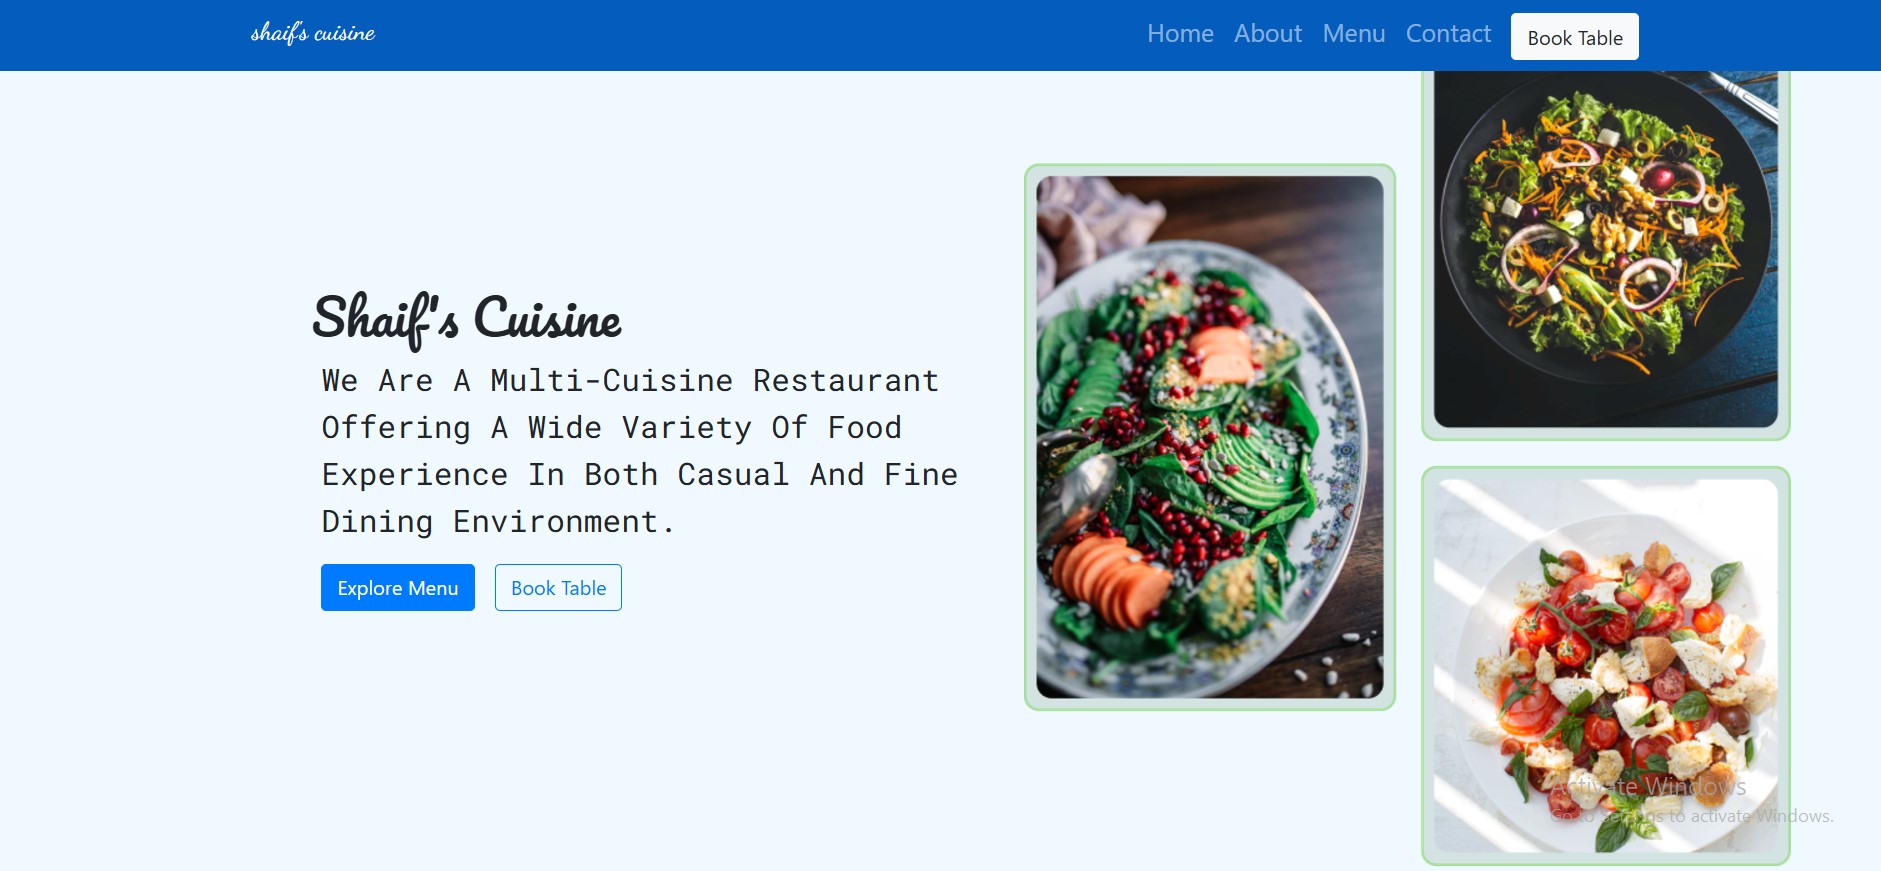 shaif's cuisine
Home About Menu Contact Book Table
Shaif's Cuisine
We Are A Multi-Cuisine Restaurant
Offering A Wide Variety Of Food
Experience In Both Casual And Fine
Dining Environment.
Explore Menu Book Table
Activate Windows
Go to Settings to activate Windows.